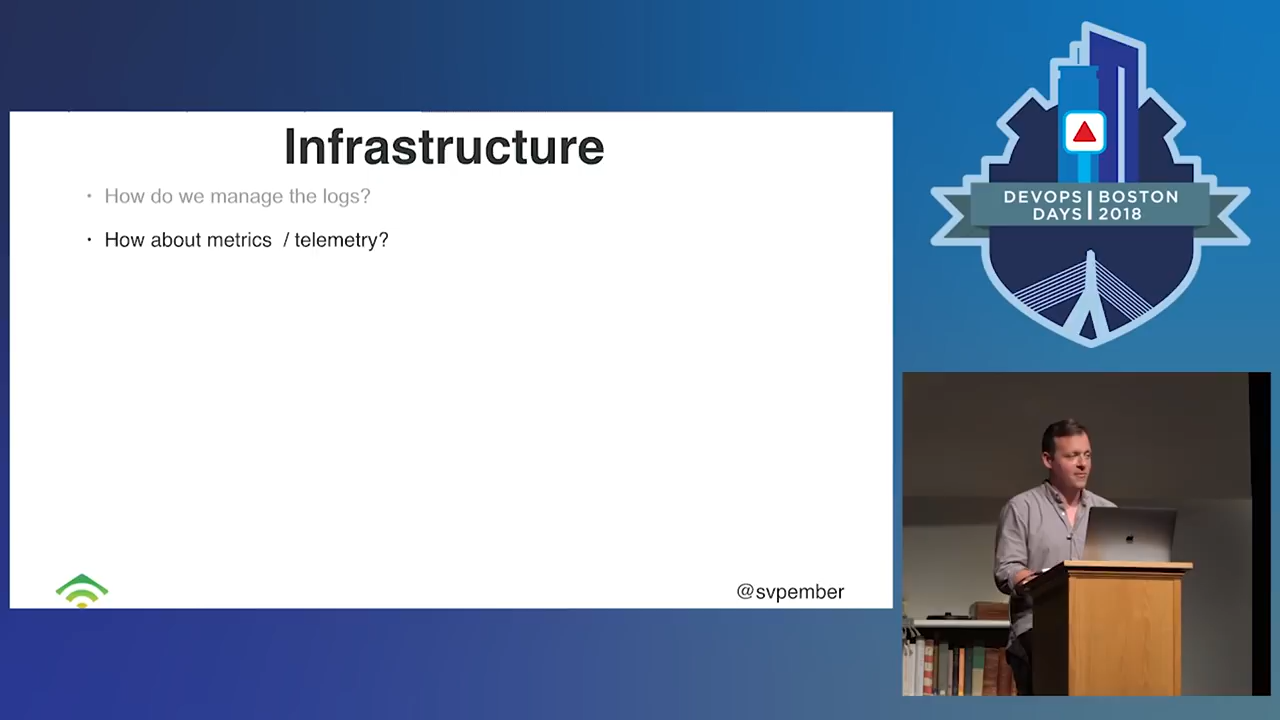 Infrastructure
· How do we manage the logs?
· How about metrics / telemetry?
@svpember
DEVOPS BOSTON
DAYS 2018